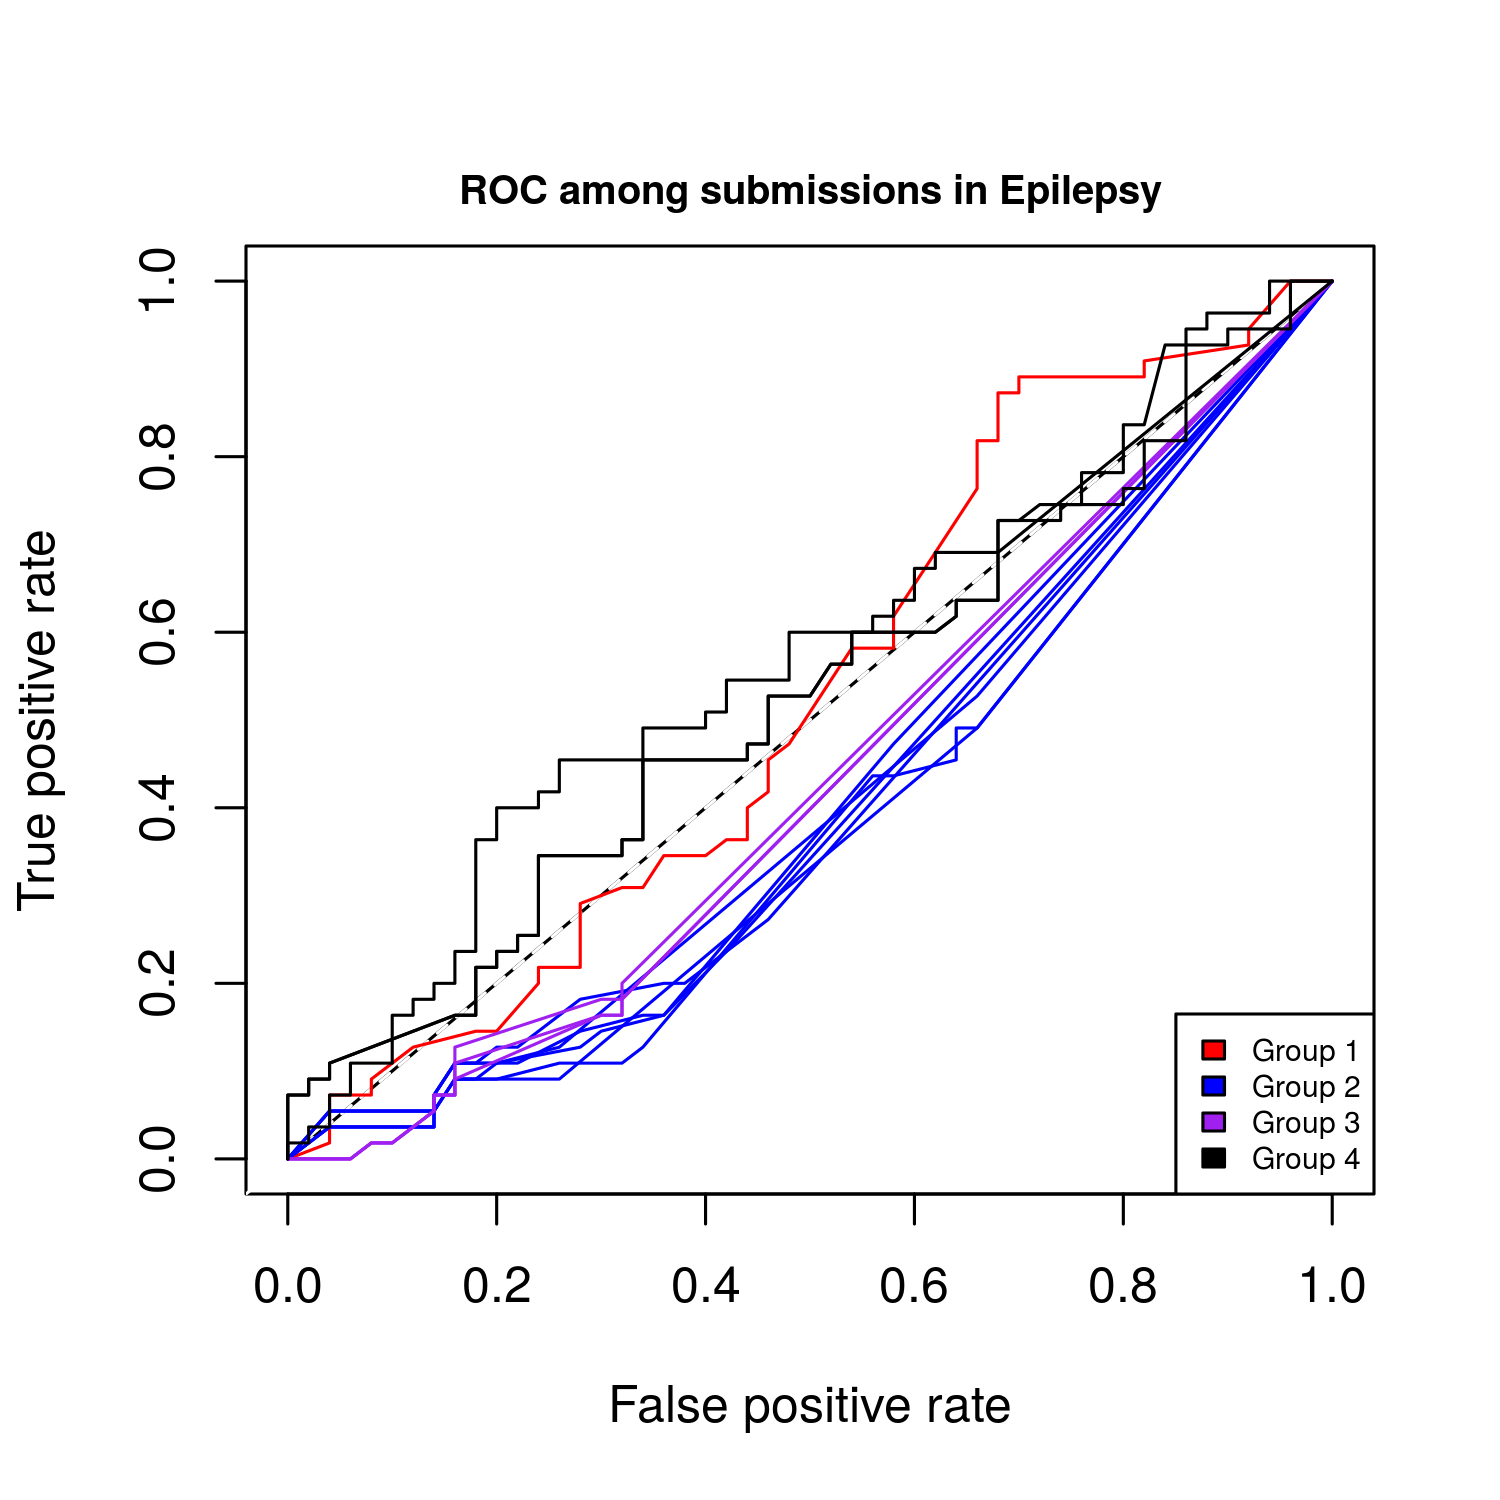 ROC among submissions in Epilepsy
True positive rate
1.0
0.8
0.6
0.4
0.2
0.0
Group 1
Group 2
Group 3
Group 4
0.0 0.2 0.4 0.6 0.8 1.0
False positive rate